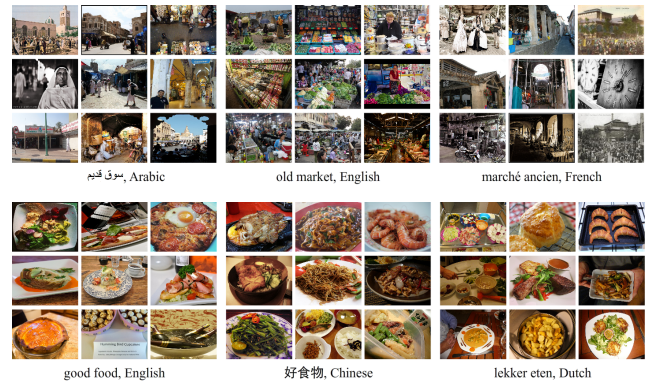 سوق قديم, Arabic
old market, English
marché ancien, French
good food, English
好食物, Chinese
lekker eten, Dutch